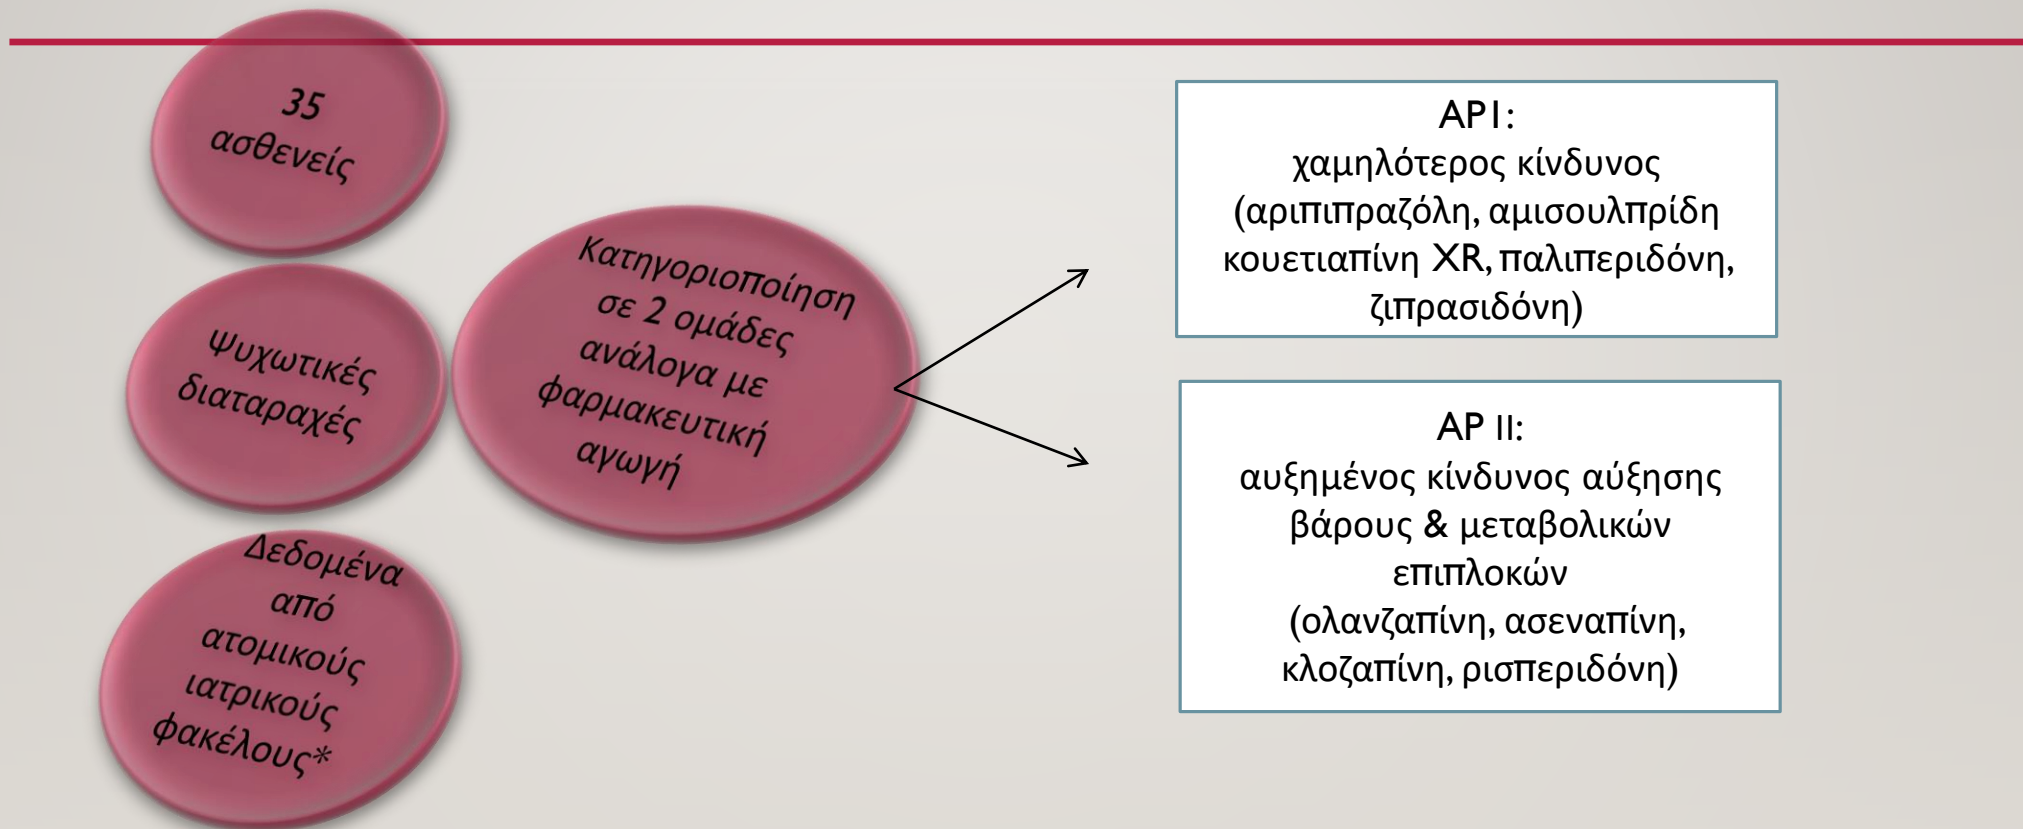 35
ασθενείς
Ψυχωτικές
διαταραχές
Δεδομένα
από
ατομικούς
ιατρικούς
φακέλους*
Κατηγοριοποίηση
σε 2 ομάδες
ανάλογα με
φαρμακευτική
αγωγή
API:
χαμηλότερος κίνδυνος
(αριπιπραζόλη, αμισουλπρίδη
κουετιαπίνη XR, παλιπεριδόνη,
ζιπρασιδόνη)
AP II:
αυξημένος κίνδυνος αύξησης
βάρους & μεταβολικών
επιπλοκών
(ολανζαπίνη, ασεναπίνη,
κλοζαπίνη, ρισπεριδόνη)